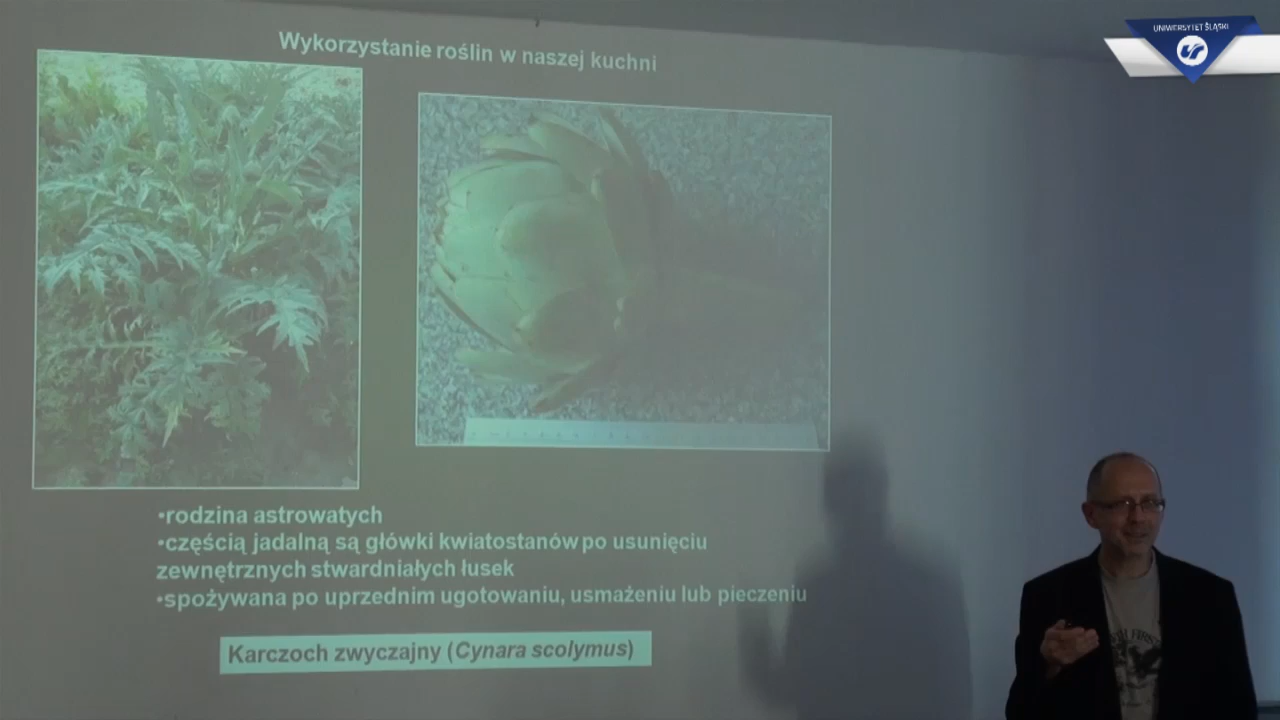 UNIWERSYTET ŚLĄSKI
Wykorzystanie roślin w naszej kuchni
•rodzina astrowatych
•częścią jadalną są główki kwiatostanów po usunięciu
zewnętrznych stwardniałych łusek
•spożywana po uprzednim ugotowaniu, usmażeniu lub pieczeniu
Karczoch zwyczajny (Cynara scolymus)